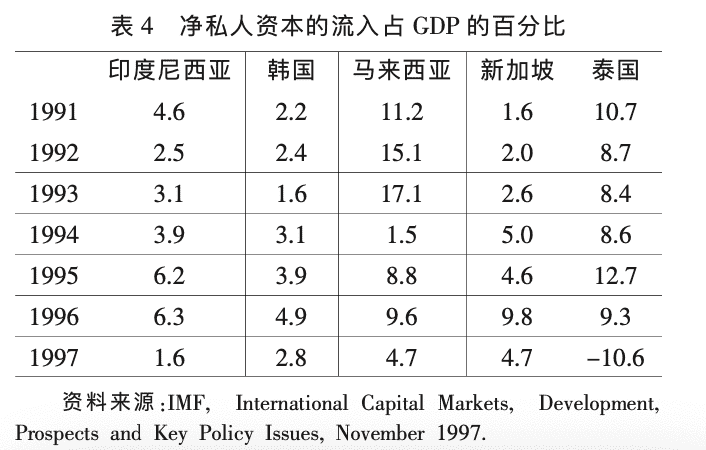 表 4 净私人资本的流入占 GDP 的百分比
印度尼西亚 韩国 马来西亚 新加坡 泰国
1991 4.6 2.2 11.2 1.6 10.7
1992 2.5 2.4 15.1 2.0 8.7
1993 3.1 1.6 17.1 2.6 8.4
1994 3.9 3.1 1.5 5.0 8.6
1995 6.2 3.9 8.8 4.6 12.7
1996 6.3 4.9 9.6 9.8 9.3
1997 1.6 2.8 4.7 4.7 -10.6
资料来源:IMF, International Capital Markets, Development,
Prospects and Key Policy Issues, November 1997.